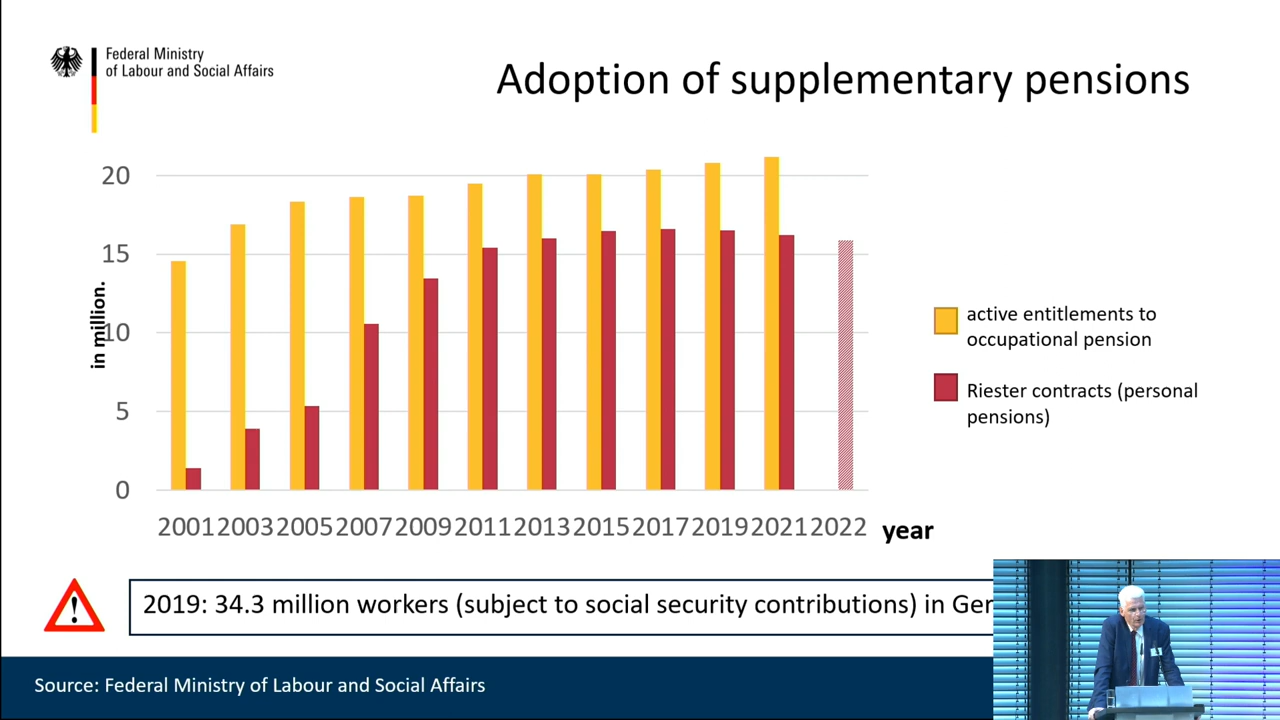 Federal Ministry
of Labour and Social Affairs
Adoption of supplementary pensions
20
15
10
5
0
in million.
2001 2003 2005 2007 2009 2011 2013 2015 2017 2019 2021 2022 year
active entitlements to
occupational pension
Riester contracts (personal
pensions)
2019: 34.3 million workers (subject to social security contributions) in Ger
Source: Federal Ministry of Labour and Social Affairs